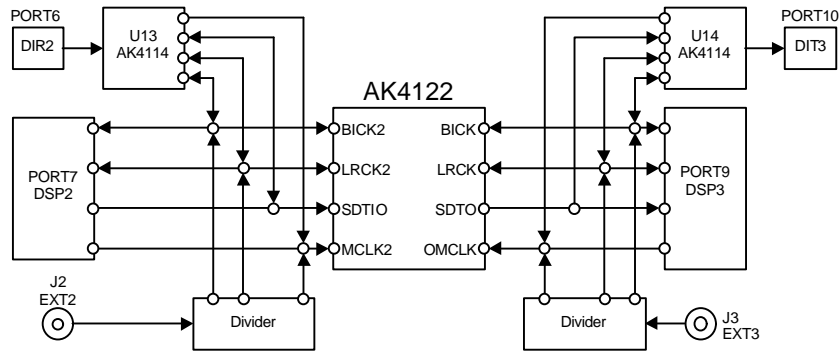 PORT6
DIR2
U13
AK4114
U14
AK4114
PORT10
DIT3
AK4122
BICK2
BICK
LRCK2
LRCK
SDTIO
SDTO
MCLK2
OMCLK
PORT7
DSP2
PORT9
DSP3
J2
EXT2
Divider
Divider
J3
EXT3